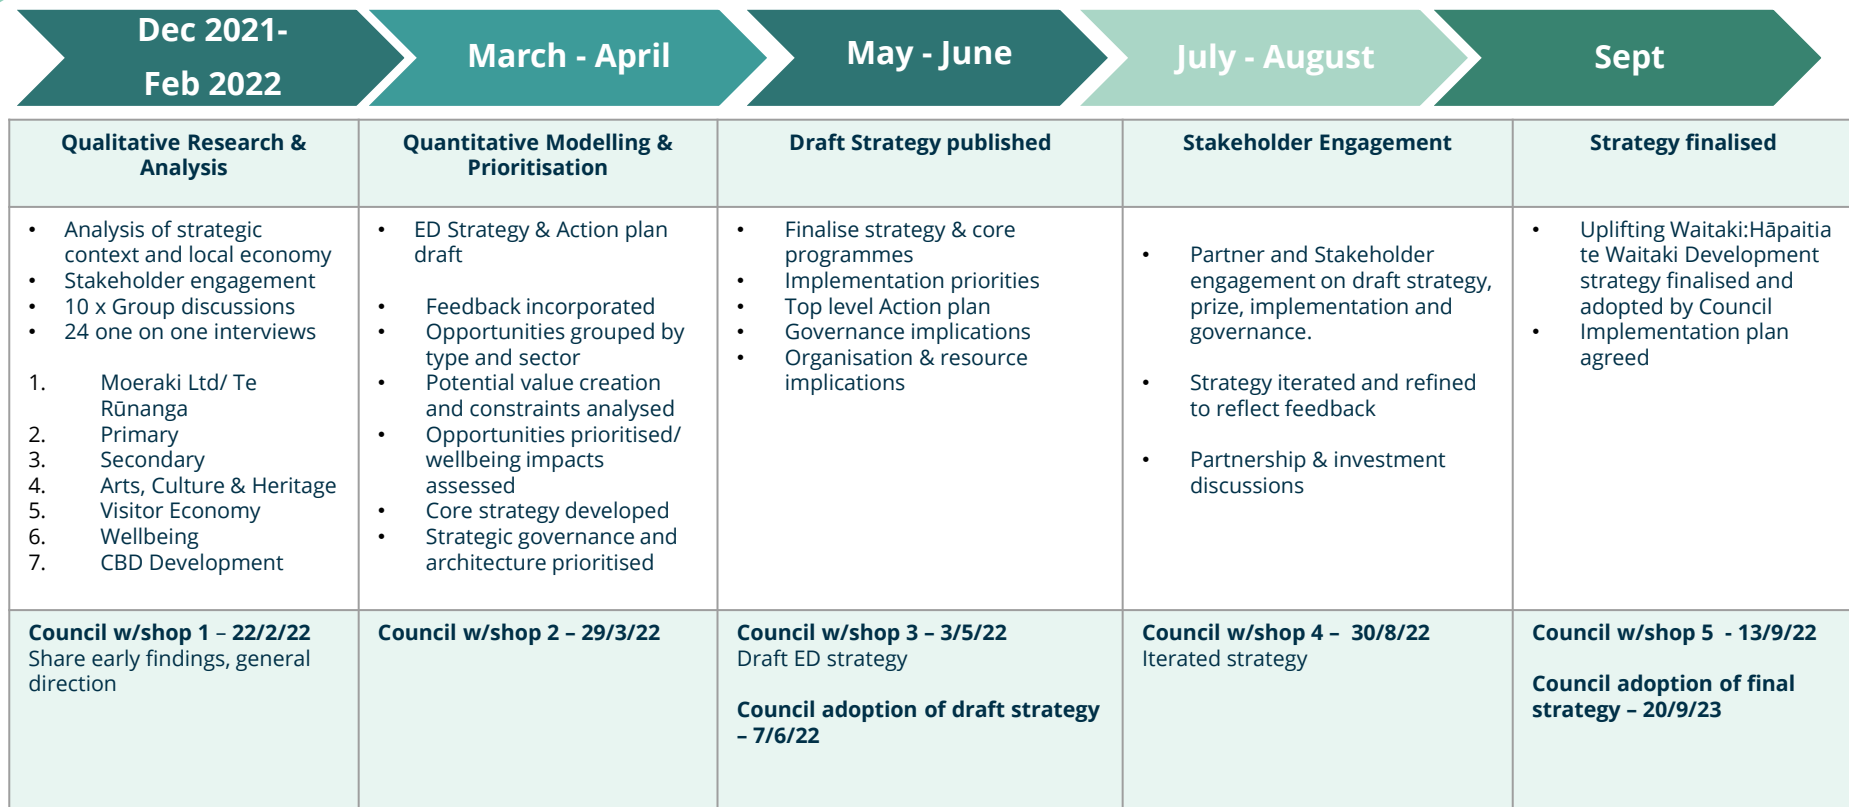 Dec 2021-
Feb 2022
March - April
May - June
July - August
Sept
Qualitative Research &
Analysis
Quantitative Modelling &
Prioritisation
Draft Strategy published
Stakeholder Engagement
Strategy finalised
• Analysis of strategic
context and local economy
• Stakeholder engagement
• 10 x Group discussions
• 24 one on one interviews
1. Moeraki Ltd/ Te
Rūnanga
2. Primary
3. Secondary
4. Arts, Culture & Heritage
5. Visitor Economy
6. Wellbeing
7. CBD Development
• ED Strategy & Action plan
draft
• Feedback incorporated
• Opportunities grouped by
type and sector
• Potential value creation
and constraints analysed
• Opportunities prioritised/
wellbeing impacts
assessed
• Core strategy developed
• Strategic governance and
architecture prioritised
• Finalise strategy & core
programmes
• Implementation priorities
• Top level Action plan
• Governance implications
• Organisation & resource
implications
• Partner and Stakeholder
engagement on draft strategy,
prize, implementation and
governance.
• Strategy iterated and refined
to reflect feedback
• Partnership & investment
discussions
• Uplifting Waitaki:Hāpaitia
te Waitaki Development
strategy finalised and
adopted by Council
• Implementation plan
agreed
Council w/shop 1 – 22/2/22
Share early findings, general
direction
Council w/shop 2 – 29/3/22
Council w/shop 3 – 3/5/22
Draft ED strategy
Council adoption of draft strategy
– 7/6/22
Council w/shop 4 – 30/8/22
Iterated strategy
Council w/shop 5 - 13/9/22
Council adoption of final
strategy – 20/9/23